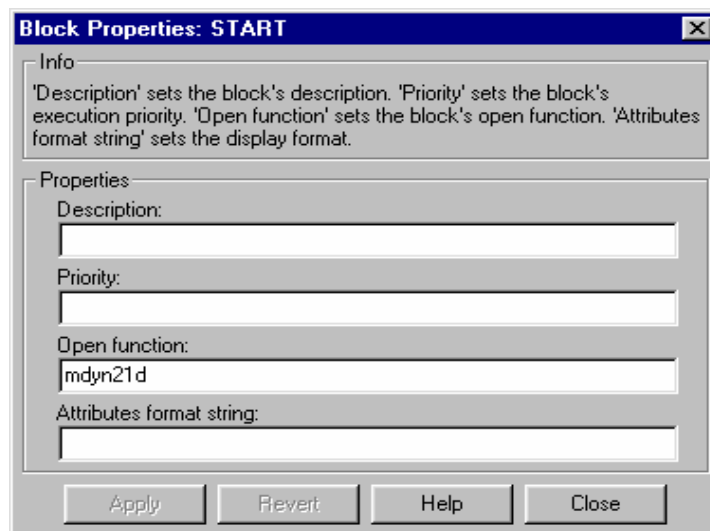 Block Properties: START
Info
'Description' sets the block's description. 'Priority' sets the block's
execution priority. 'Open function' sets the block's open function. 'Attributes
format string' sets the display format.
Properties
Description:
Priority:
Open function:
mdyn21d
Attributes format string:
Apply Revert Help Close